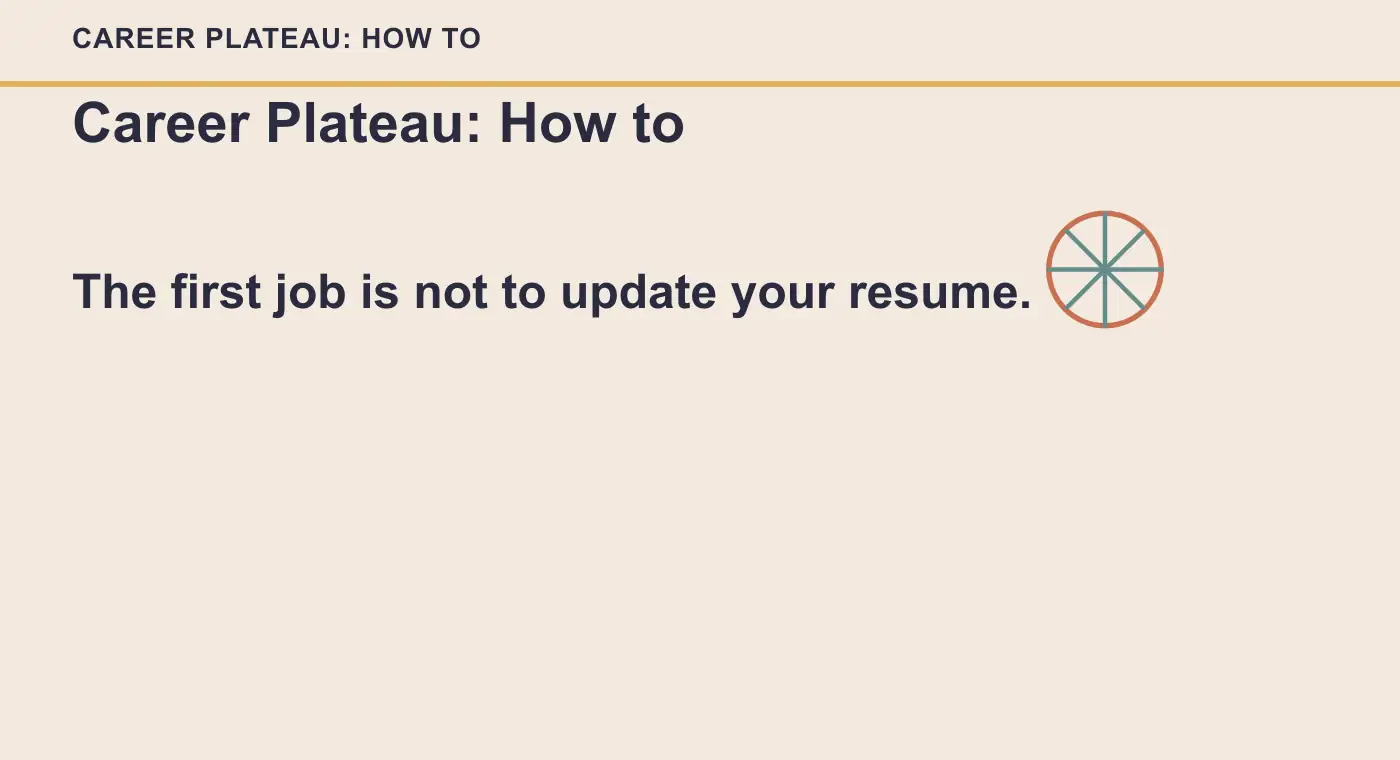 CAREER PLATEAU: HOW TO
Career Plateau: How to
The first job is not to update your resume.